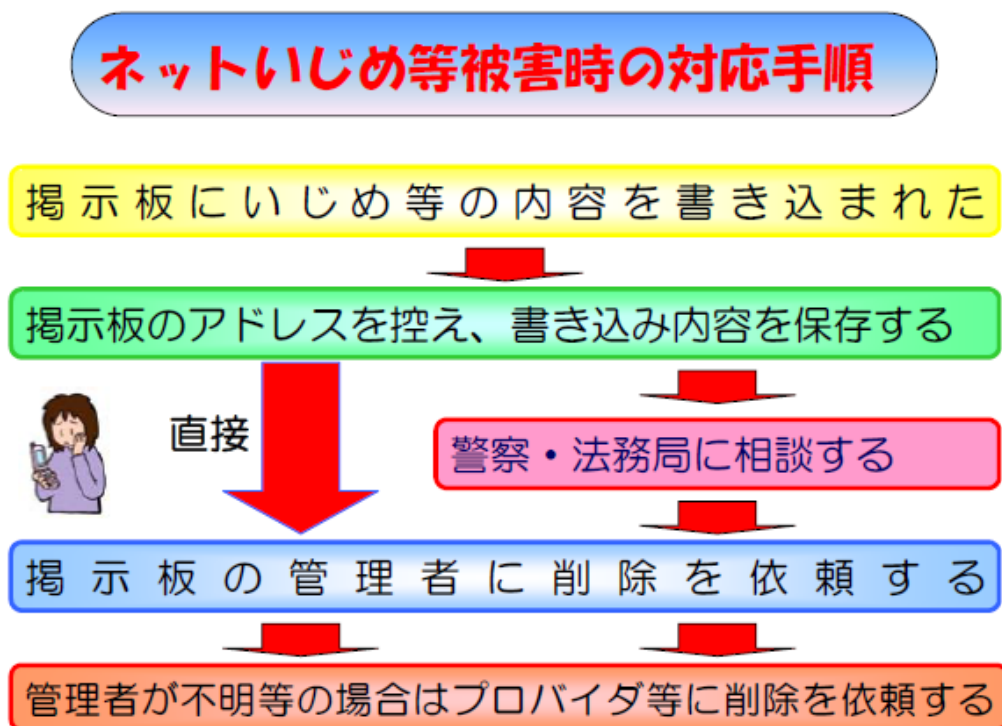 ネットいじめ等被害時の対応手順
掲示板にいじめ等の内容を書き込まれた
掲示板のアドレスを控え、書き込み内容を保存する
直接
警察・法務局に相談する
掲示板の管理者に削除を依頼する
管理者が不明等の場合はプロバイダ等に削除を依頼する